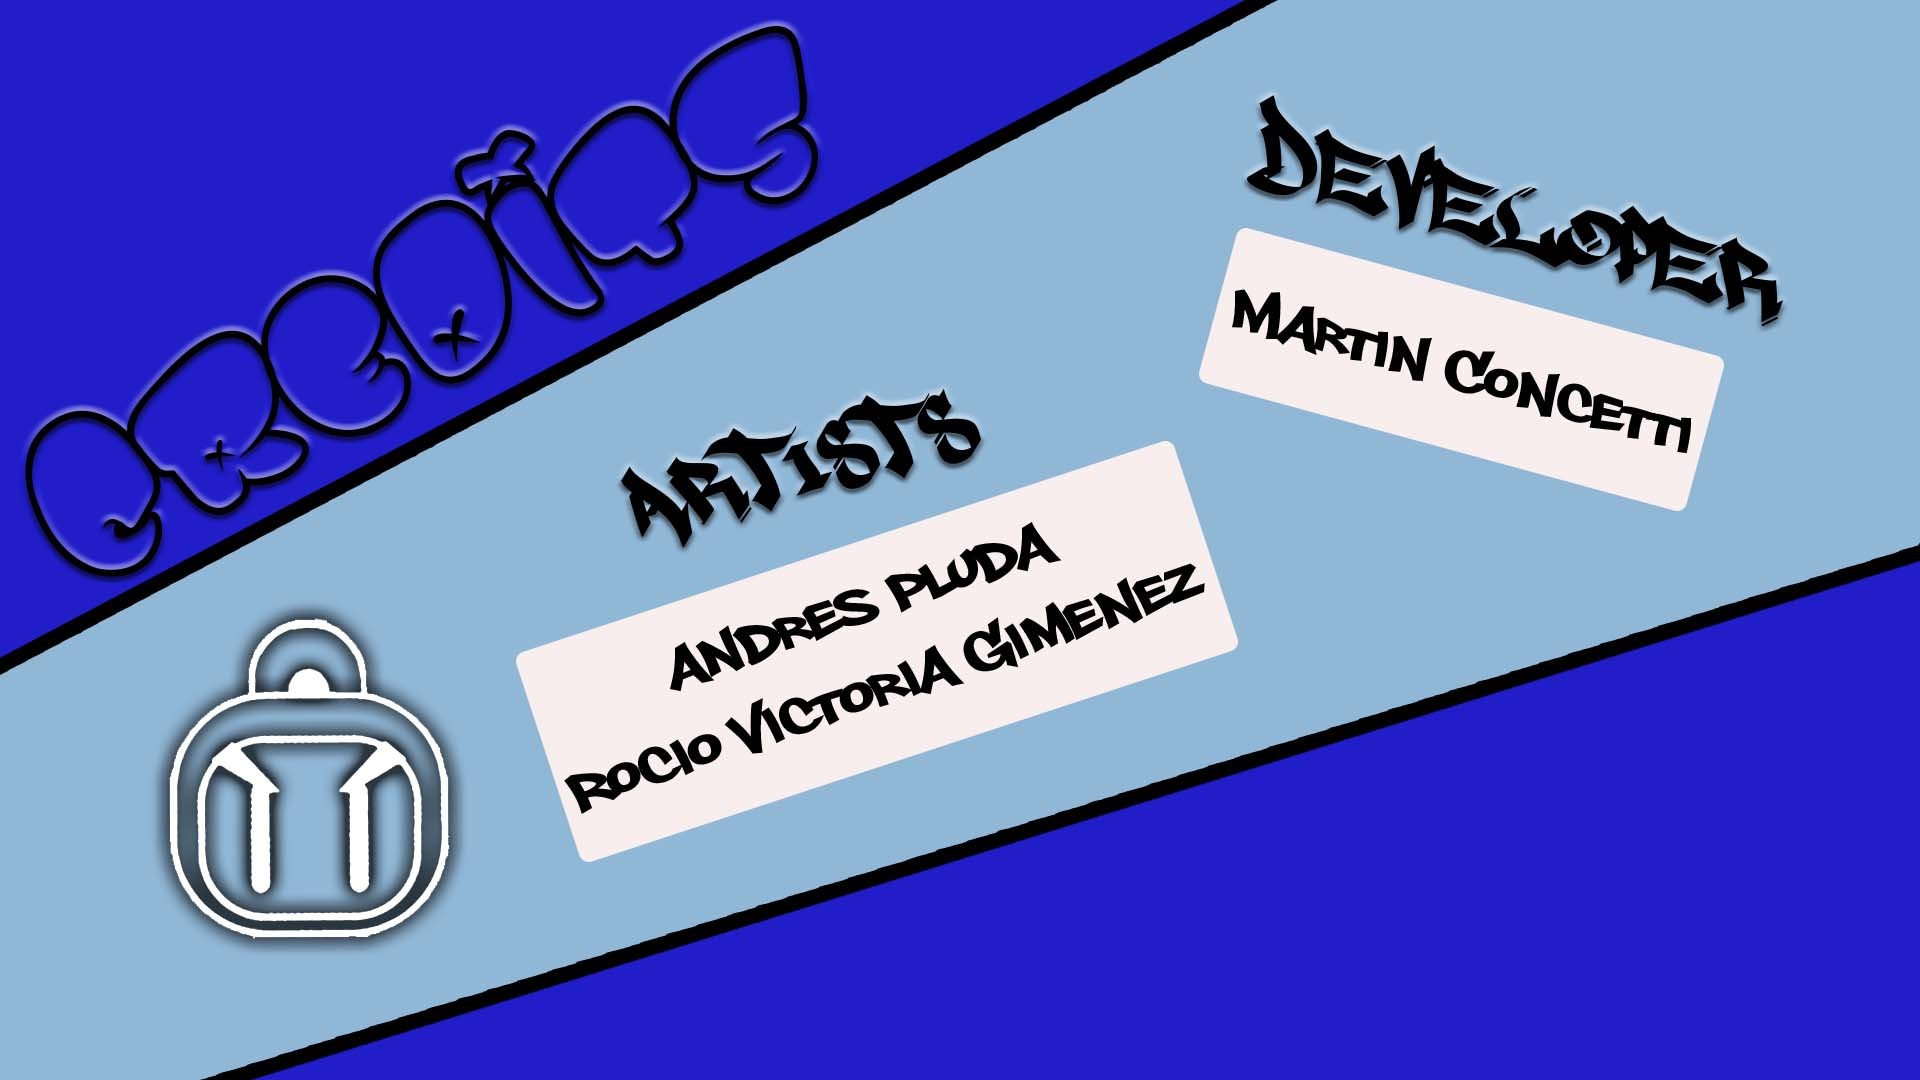 CREDITS
DEVELOPER
MARTIN CONCETTI
ARTISTS
ANDRES PLUDA
ROCIO VICTORIA GIMENEZ